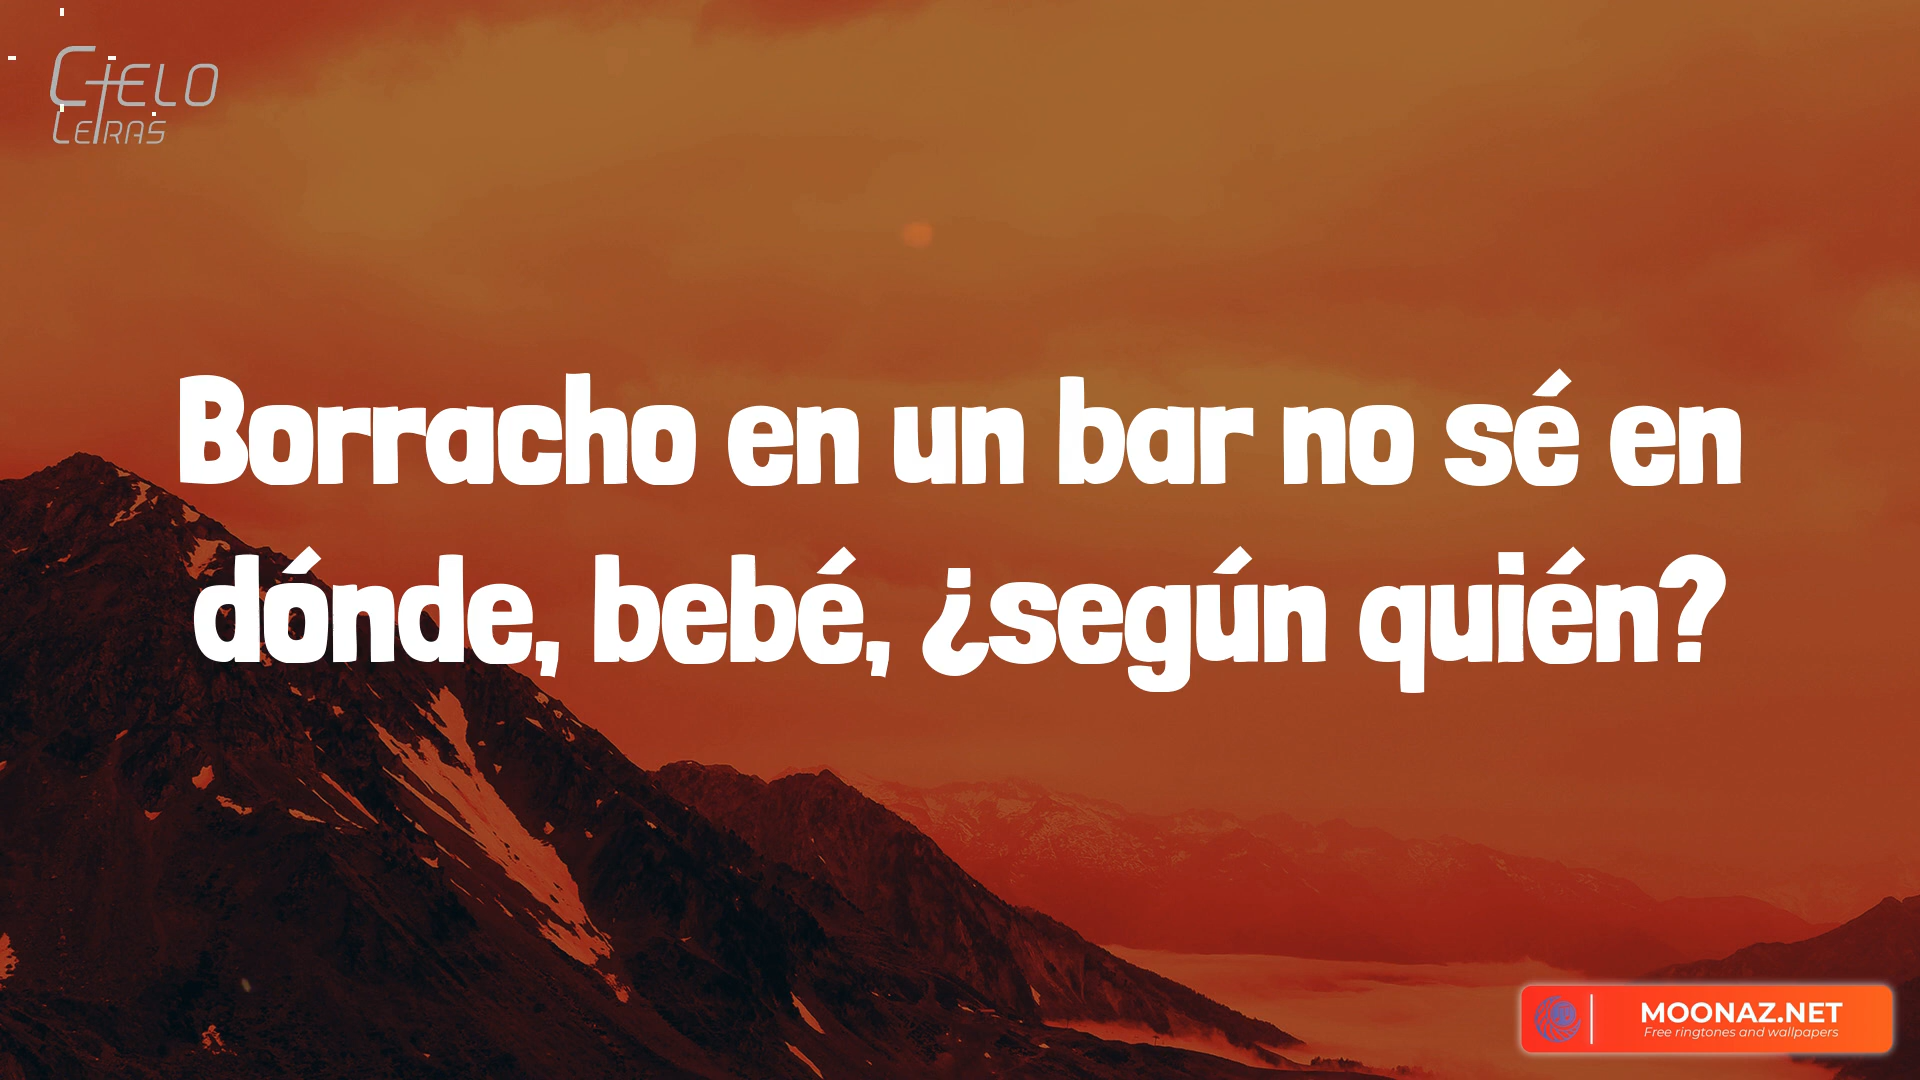 CIELO
LETRAS
Borracho en un bar no sé en
dónde, bebé, ¿según quién?
MOONAZ.NET
Free ringtones and wallpapers